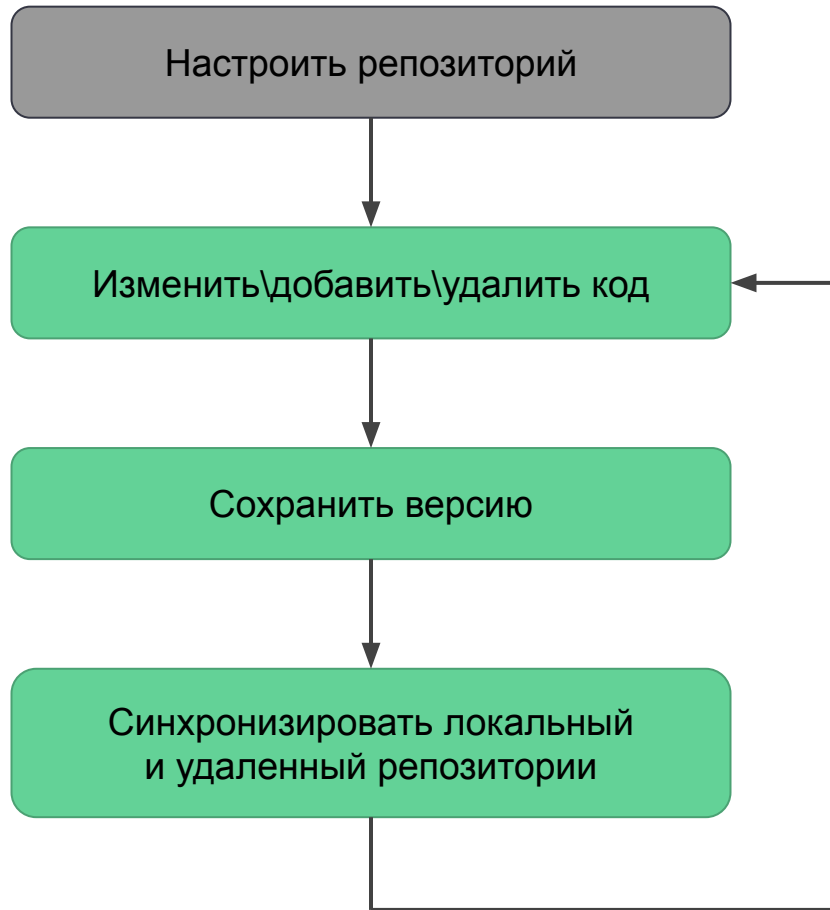 Настроить репозиторий
Изменить\добавить\удалить код
Сохранить версию
Синхронизировать локальный
и удаленный репозитории